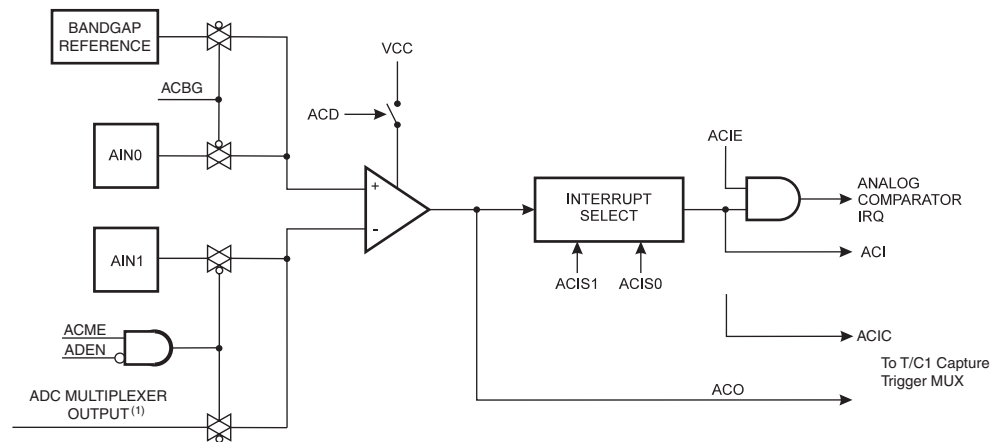 BANDGAP
REFERENCE
ACBG
VCC
ACD
AIN0
ACIE
+
-
INTERRUPT
SELECT
ANALOG
COMPARATOR
IRQ
AIN1
ACI
ACIS1 ACIS0
ACME
ADEN
ACIC
To T/C1 Capture
Trigger MUX
ADC MULTIPLEXER
OUTPUT(1)
ACO